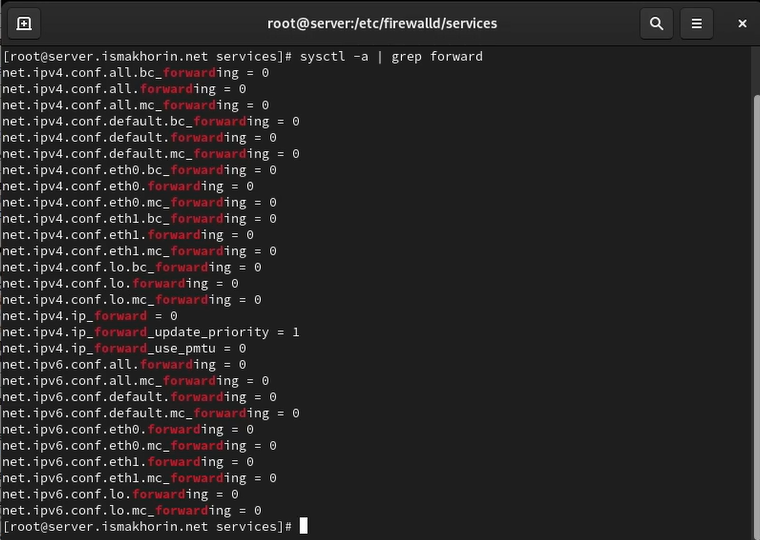 root@server:/etc/firewalld/services
[root@server.ismakhorin.net services]# sysctl -a | grep forward
net.ipv4.conf.all.bc_forwarding = 0
net.ipv4.conf.all.forwarding = 0
net.ipv4.conf.all.mc_forwarding = 0
net.ipv4.conf.default.bc_forwarding = 0
net.ipv4.conf.default.forwarding = 0
net.ipv4.conf.default.mc_forwarding = 0
net.ipv4.conf.eth0.bc_forwarding = 0
net.ipv4.conf.eth0.forwarding = 0
net.ipv4.conf.eth0.mc_forwarding = 0
net.ipv4.conf.eth1.bc_forwarding = 0
net.ipv4.conf.eth1.forwarding = 0
net.ipv4.conf.eth1.mc_forwarding = 0
net.ipv4.conf.lo.bc_forwarding = 0
net.ipv4.conf.lo.forwarding = 0
net.ipv4.conf.lo.mc_forwarding = 0
net.ipv4.ip_forward = 0
net.ipv4.ip_forward_update_priority = 1
net.ipv4.ip_forward_use_pmtu = 0
net.ipv6.conf.all.forwarding = 0
net.ipv6.conf.all.mc_forwarding = 0
net.ipv6.conf.default.forwarding = 0
net.ipv6.conf.default.mc_forwarding = 0
net.ipv6.conf.eth0.forwarding = 0
net.ipv6.conf.eth0.mc_forwarding = 0
net.ipv6.conf.eth1.forwarding = 0
net.ipv6.conf.eth1.mc_forwarding = 0
net.ipv6.conf.lo.forwarding = 0
net.ipv6.conf.lo.mc_forwarding = 0
[root@server.ismakhorin.net services]#